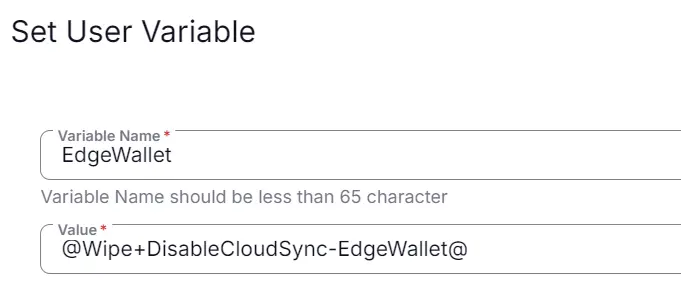 Set User Variable
Variable Name *
EdgeWallet
Variable Name should be less than 65 character
Value *
@Wipe+DisableCloudSync-EdgeWallet@